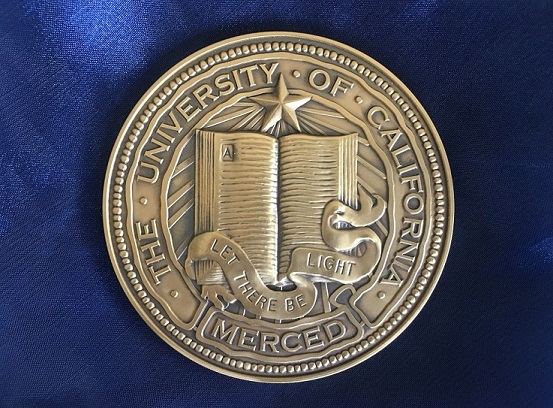 THE · UNIVERSITY · OF · CALIFORNIA
A
LET THERE BE LIGHT
MERCED